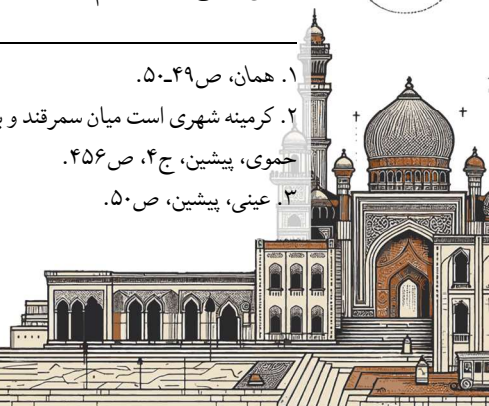 ۱. همان، ص۴۹ـ۵۰.
۲. کرمینه شهری است میان سمرقند و
حموی، پیشین، ج۴، ص۴۵۶.
۳. عینی، پیشین، ص۵۰.